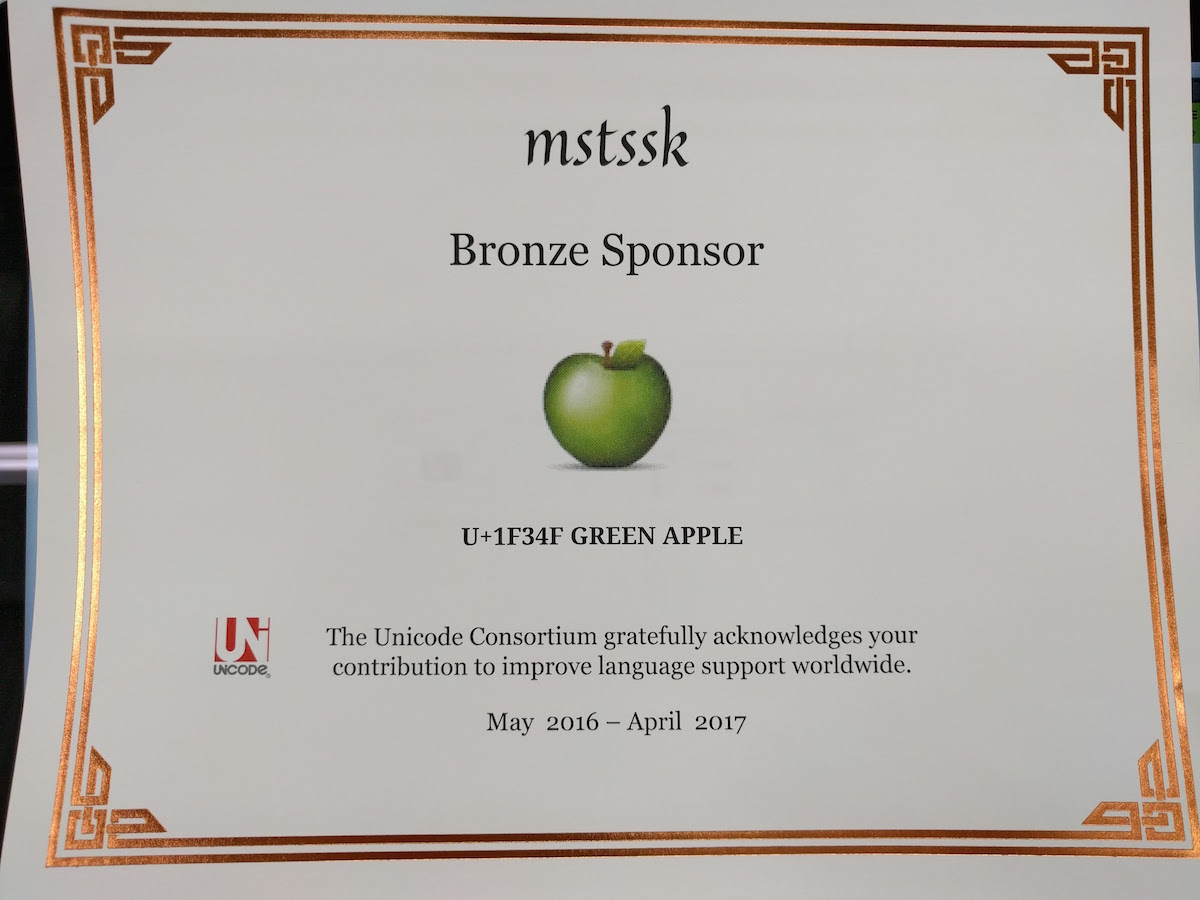 mstssk
Bronze Sponsor
U+1F34F GREEN APPLE
UNi
UNiCODe®
The Unicode Consortium gratefully acknowledges your
contribution to improve language support worldwide.
May 2016 – April 2017